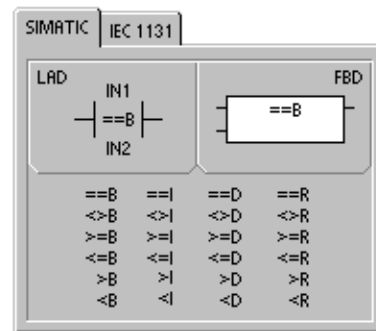 SIMATIC IEC 1131
LAD
IN1
==B
IN2
FBD
==B
==B ==I ==D ==R
<>B <>I <>D <>R
>=B >=I >=D >=R
<=B <=I <=D <=R
>B >I >D >R
<B <I <D <R